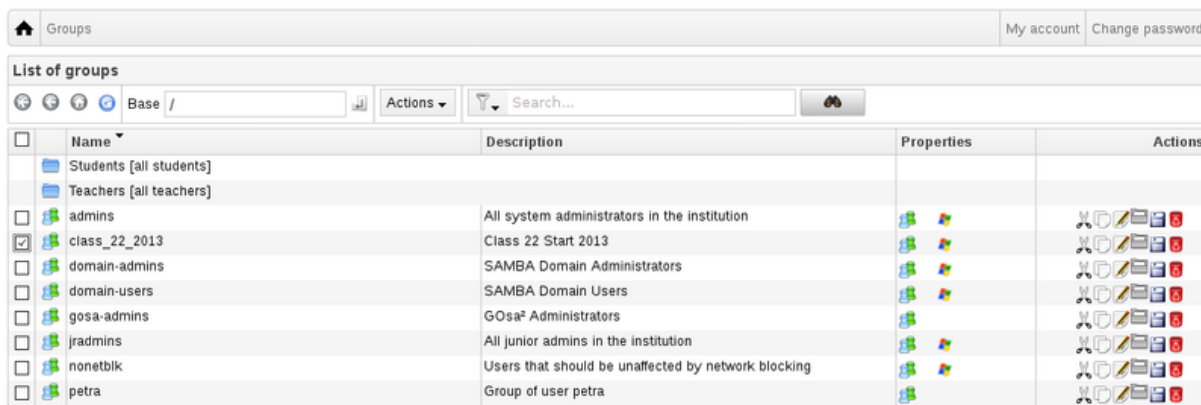 Groups My account Change password
List of groups
Base / Actions Search...
Name Description Properties Actions
Students [all students]
Teachers [all teachers]
admins All system administrators in the institution
class_22_2013 Class 22 Start 2013
domain-admins SAMBA Domain Administrators
domain-users SAMBA Domain Users
gosa-admins GOsa² Administrators
jradmins All junior admins in the institution
nonetblk Users that should be unaffected by network blocking
petra Group of user petra